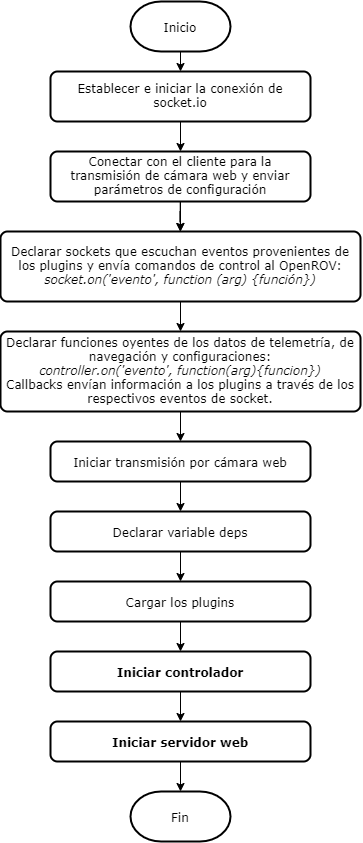 Inicio
Establecer e iniciar la conexión de
socket.io
Conectar con el cliente para la
transmisión de cámara web y enviar
parámetros de configuración
Declarar sockets que escuchan eventos provenientes de
los plugins y envía comandos de control al OpenROV:
socket.on('evento', function (arg) {función})
Declarar funciones oyentes de los datos de telemetría, de
navegación y configuraciones:
controller.on('evento', function(arg){funcion})
Callbacks envían información a los plugins a través de los
respectivos eventos de socket.
Iniciar transmisión por cámara web
Declarar variable deps
Cargar los plugins
Iniciar controlador
Iniciar servidor web
Fin